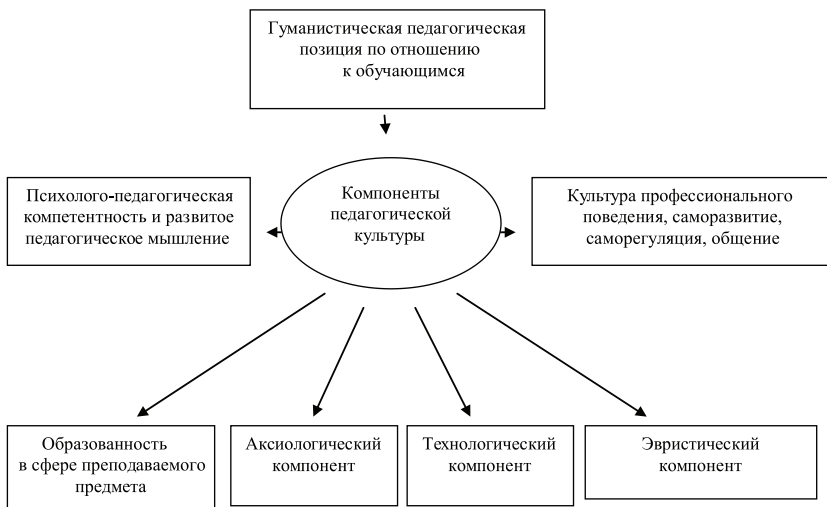 Гуманистическая педагогическая
позиция по отношению
к обучающимся
Психолого-педагогическая
компетентность и развитое
педагогическое мышление
Компоненты
педагогической
культуры
Культура профессионального
поведения, саморазвитие,
саморегуляция, общение
Образованность
в сфере преподаваемого
предмета
Аксиологический
компонент
Технологический
компонент
Эвристический
компонент